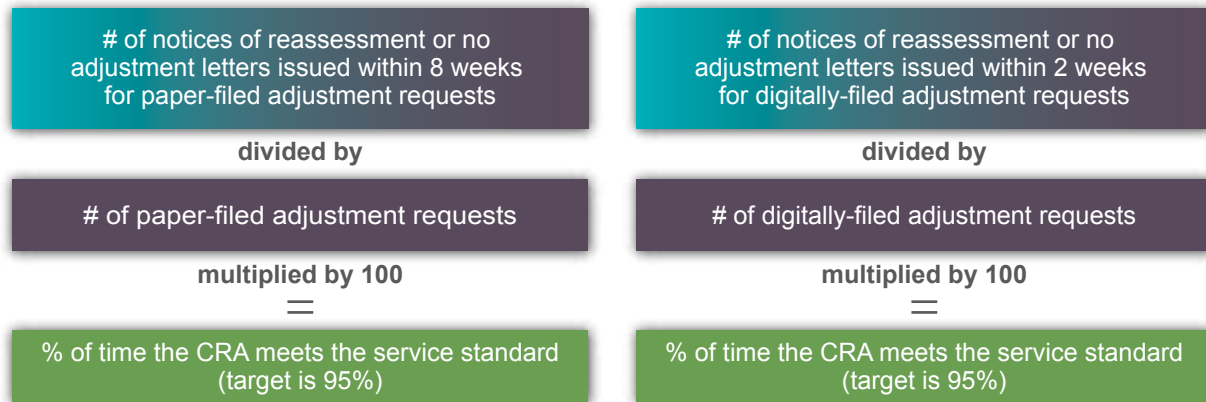 # of notices of reassessment or no
adjustment letters issued within 8 weeks
for paper-filed adjustment requests
divided by
# of paper-filed adjustment requests
multiplied by 100
=
% of time the CRA meets the service standard
(target is 95%)
# of notices of reassessment or no
adjustment letters issued within 2 weeks
for digitally-filed adjustment requests
divided by
# of digitally-filed adjustment requests
multiplied by 100
=
% of time the CRA meets the service standard
(target is 95%)